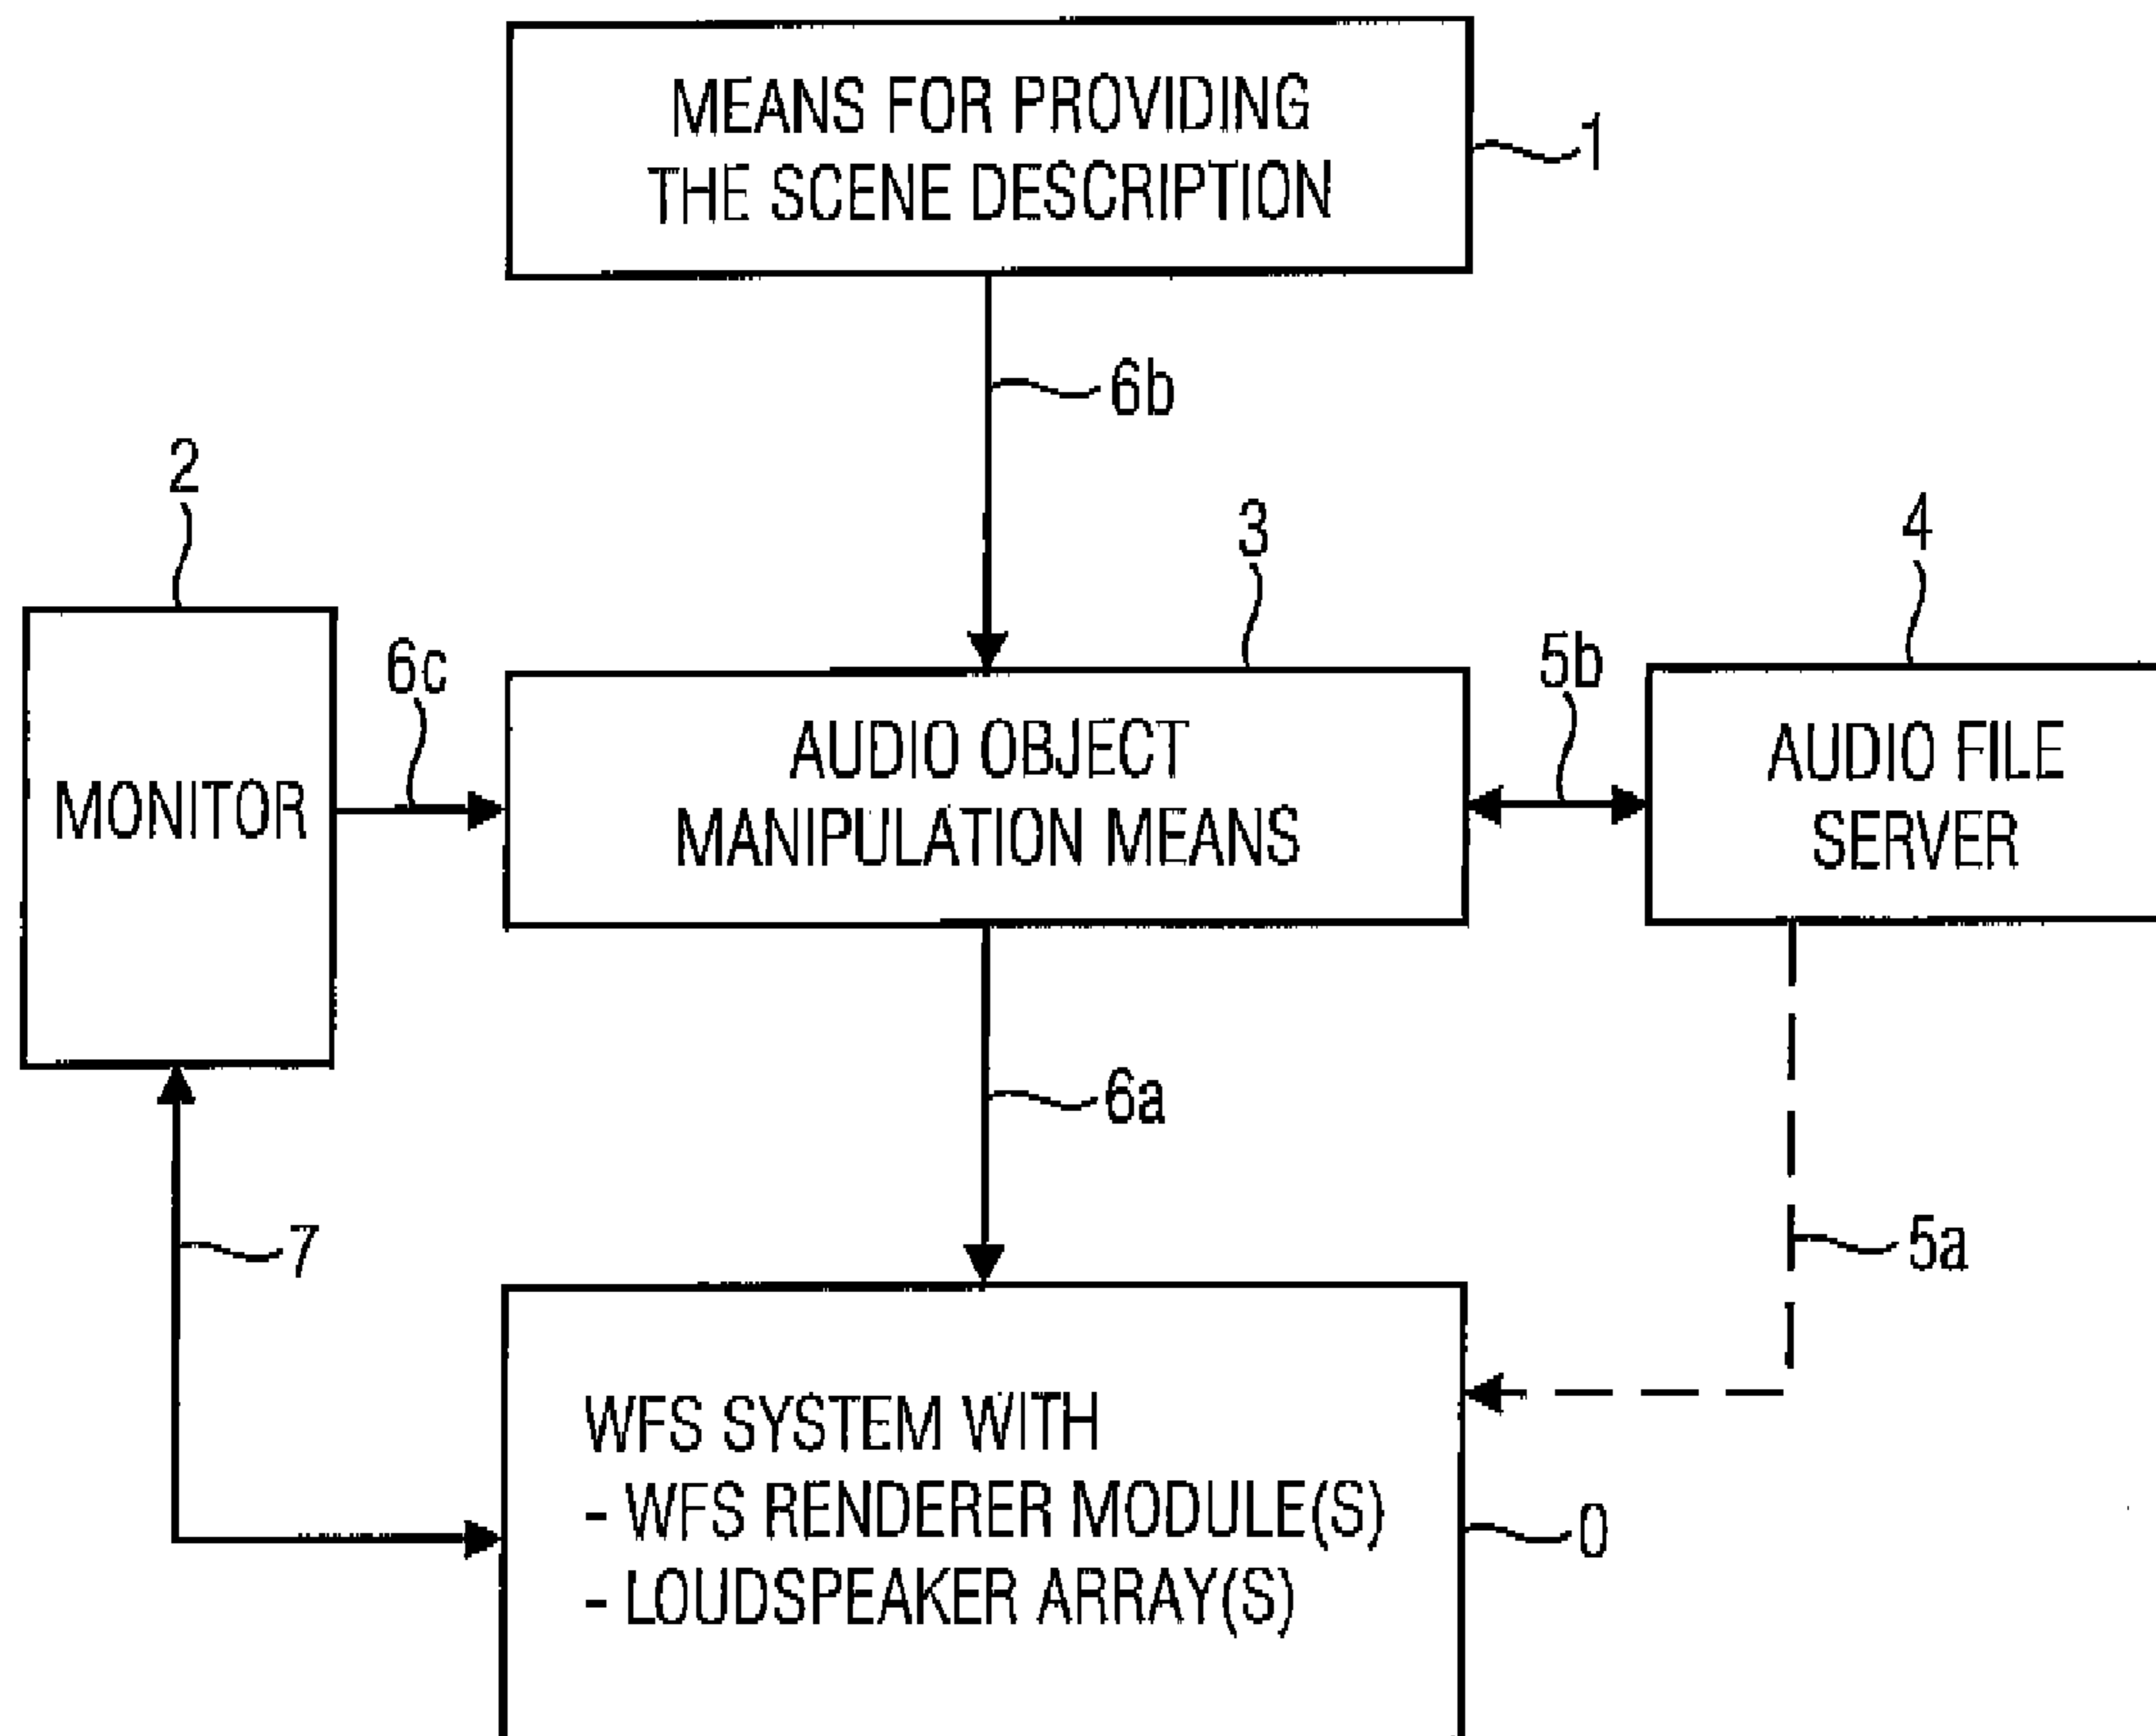 MEANS FOR PROVIDING
THE SCENE DESCRIPTION
1
6b
2
3
4
6c
5b
MONITOR
AUDIO OBJECT
MANIPULATION MEANS
AUDIO FILE
SERVER
6a
7
5a
WFS SYSTEM WITH
- WFS RENDERER MODULE(S)
- LOUDSPEAKER ARRAY(S)
0